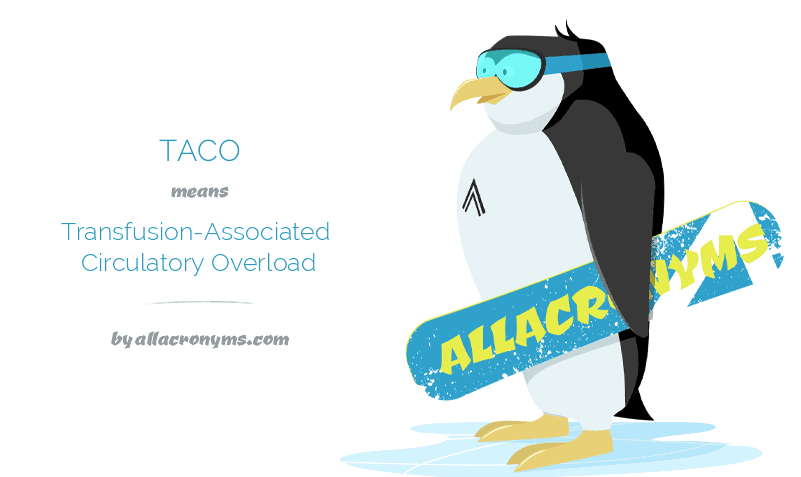 TACO
means
Transfusion-Associated
Circulatory Overload
by allacronyms.com
ALLACRONYMS